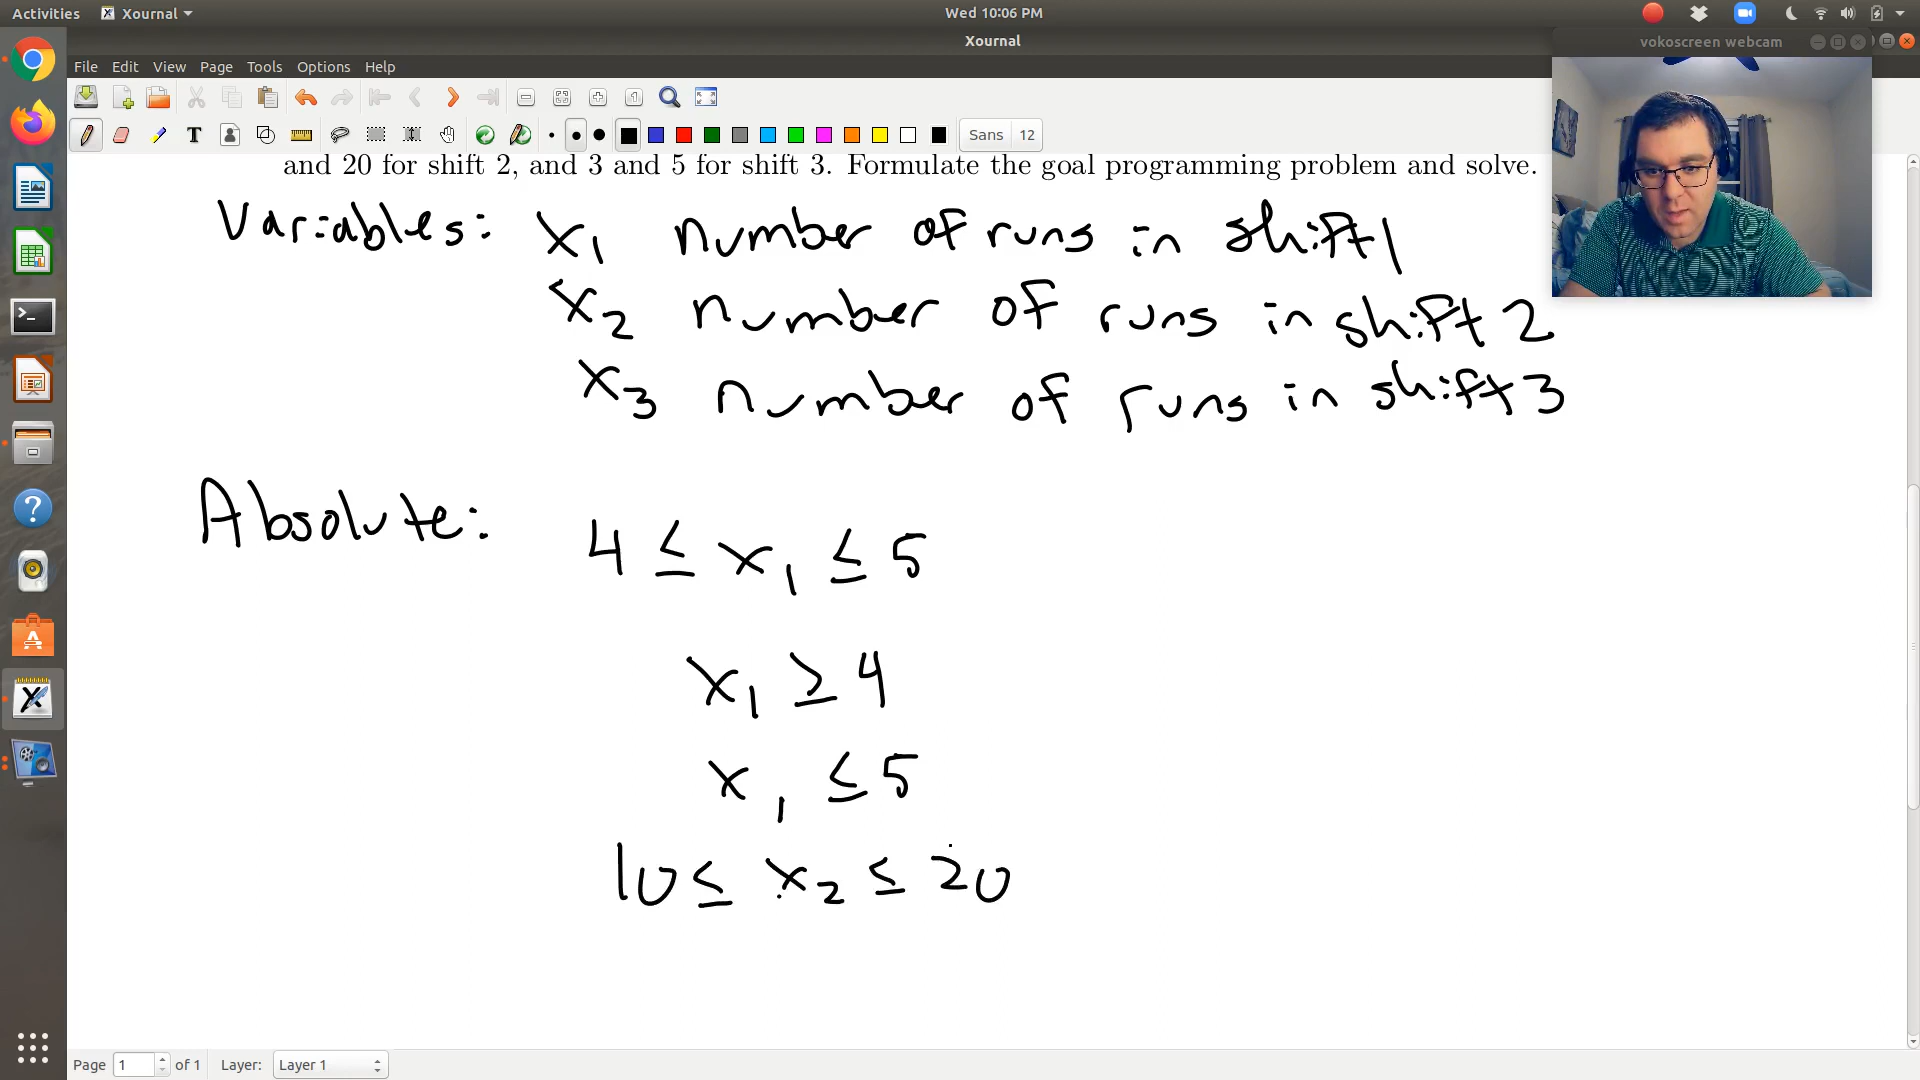 Activities Xournal Wed 10:06 PM
Xournal
vokoscreen webcam
File Edit View Page Tools Options Help
Sans 12
and 20 for shift 2, and 3 and 5 for shift 3. Formulate the goal programming problem and solve.
Variables: x₁ number of runs in shift 1
x₂ number of runs in shift 2
x₃ number of runs in shift 3
Absolute: 4 ≤ x₁ ≤ 5
x₁ ≥ 4
x₁ ≤ 5
10 ≤ x₂ ≤ 20
Page 1 of 1 Layer: Layer 1